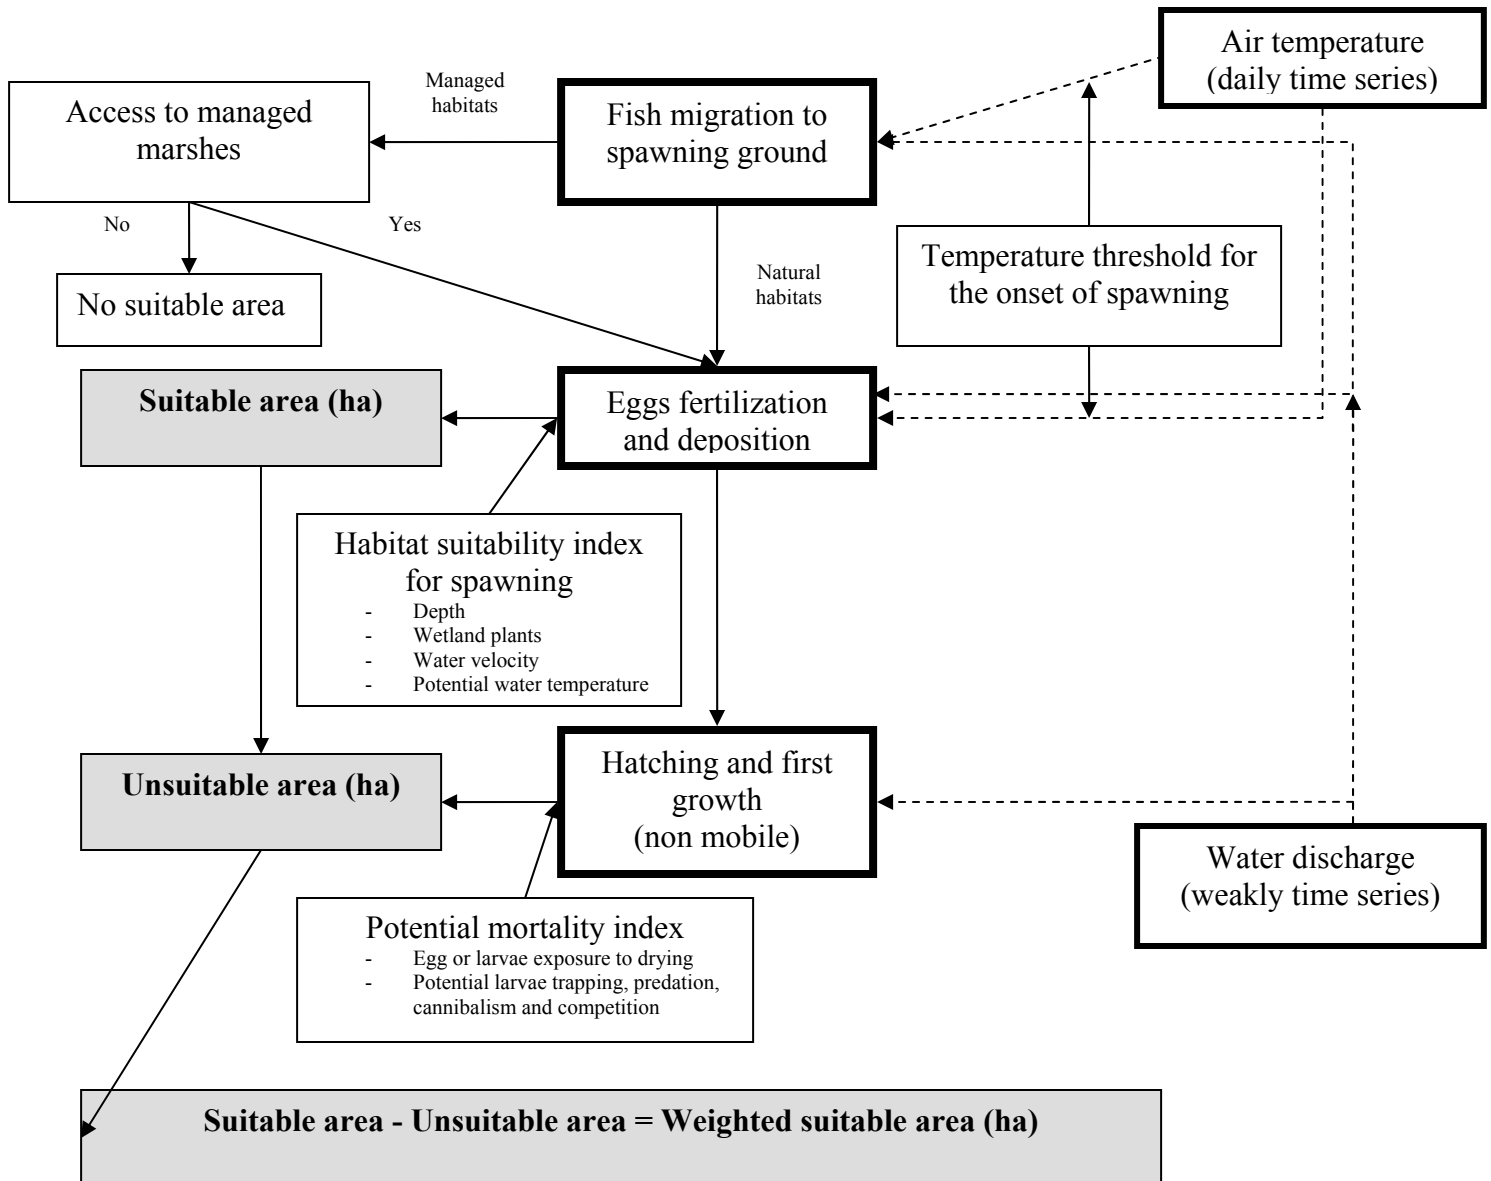 Air temperature
(daily time series)
Managed
habitats
Access to managed
marshes
Fish migration to
spawning ground
No
Yes
No suitable area
Natural
habitats
Temperature threshold for
the onset of spawning
Suitable area (ha)
Eggs fertilization
and deposition
Habitat suitability index
for spawning
- Depth
- Wetland plants
- Water velocity
- Potential water temperature
Unsuitable area (ha)
Hatching and first
growth
(non mobile)
Water discharge
(weakly time series)
Potential mortality index
- Egg or larvae exposure to drying
- Potential larvae trapping, predation,
cannibalism and competition
Suitable area - Unsuitable area = Weighted suitable area (ha)